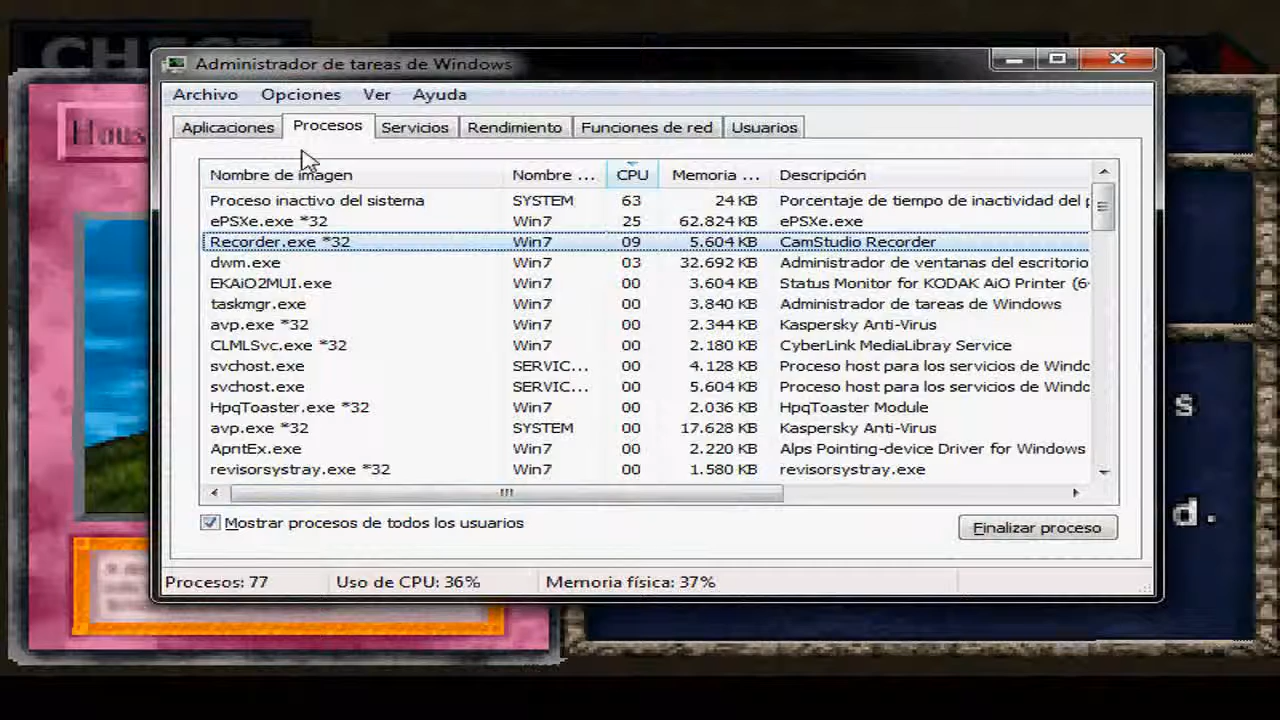 CHEST
Administrador de tareas de Windows
Archivo Opciones Ver Ayuda
Aplicaciones Procesos Servicios Rendimiento Funciones de red Usuarios
Nombre de imagen Nombre ... CPU Memoria ... Descripción
Proceso inactivo del sistema SYSTEM 63 24 KB Porcentaje de tiempo de inactividad del p
ePSXe.exe *32 Win7 25 62.824 KB ePSXe.exe
Recorder.exe *32 Win7 09 5.604 KB CamStudio Recorder
dwm.exe Win7 03 32.692 KB Administrador de ventanas del escritorio
EKAiO2MUI.exe Win7 00 3.604 KB Status Monitor for KODAK AiO Printer (6
taskmgr.exe Win7 00 3.840 KB Administrador de tareas de Windows
avp.exe *32 Win7 00 2.344 KB Kaspersky Anti-Virus
CLMLSvc.exe *32 Win7 00 2.180 KB CyberLink MediaLibray Service
svchost.exe SERVIC... 00 4.128 KB Proceso host para los servicios de Windo
svchost.exe SERVIC... 00 5.604 KB Proceso host para los servicios de Windo
HpqToaster.exe *32 Win7 00 2.036 KB HpqToaster Module
avp.exe *32 SYSTEM 00 17.628 KB Kaspersky Anti-Virus
ApntEx.exe Win7 00 2.220 KB Alps Pointing-device Driver for Windows
revisorsystray.exe *32 Win7 00 1.580 KB revisorsystray.exe
Mostrar procesos de todos los usuarios Finalizar proceso
Procesos: 77 Uso de CPU: 36% Memoria física: 37%
Hous
s
d.